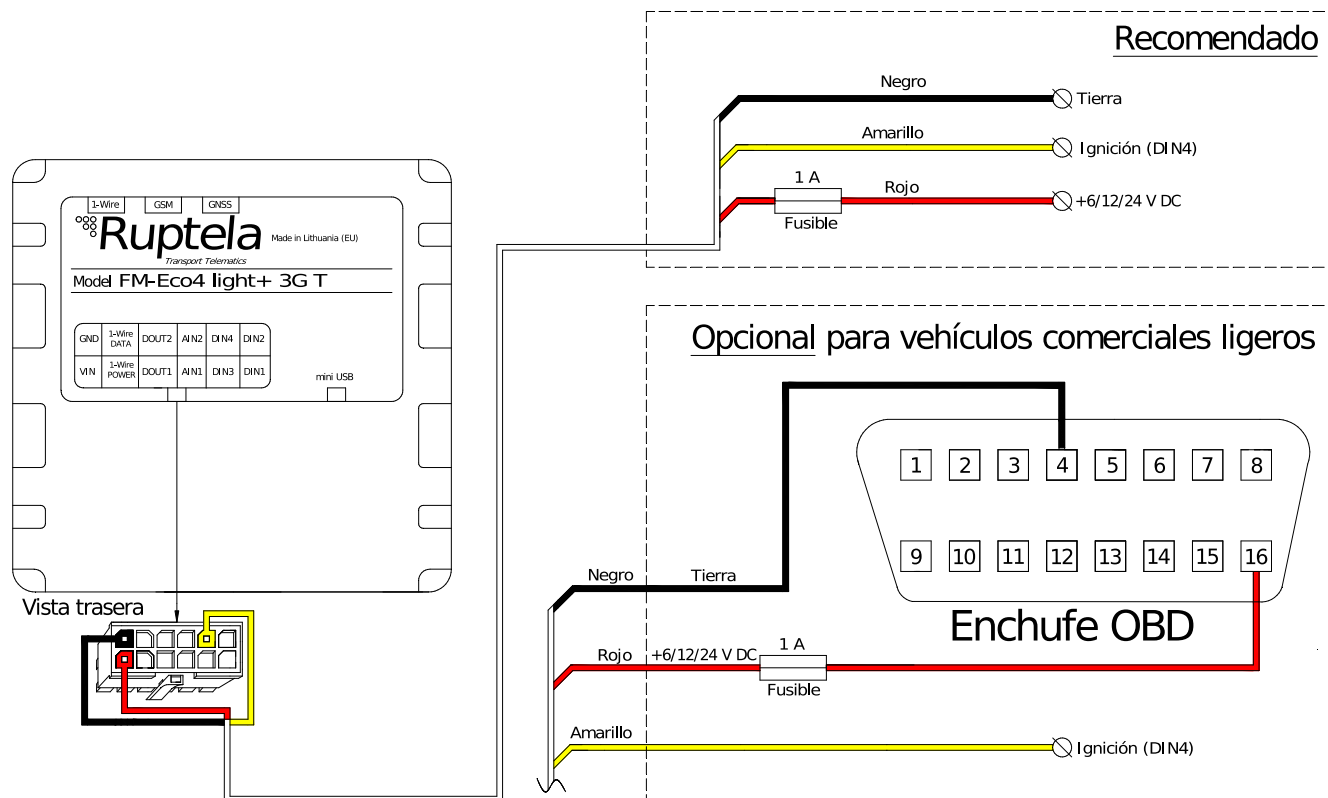 Recomendado
Negro
Tierra
Amarillo
Ignición (DIN4)
1 A
Rojo
+6/12/24 V DC
Fusible
1-Wire
GSM
GNSS
Ruptela
Made in Lithuania (EU)
Transport Telematics
Model FM-Eco4 light+ 3G T
GND
1-Wire DATA
DOUT2
AIN2
DIN4
DIN2
VIN
1-Wire POWER
DOUT1
AIN1
DIN3
DIN1
mini USB
Vista trasera
Opcional para vehículos comerciales ligeros
1 2 3 4 5 6 7 8
9 10 11 12 13 14 15 16
Enchufe OBD
Negro
Tierra
Rojo
+6/12/24 V DC
1 A
Fusible
Amarillo
Ignición (DIN4)